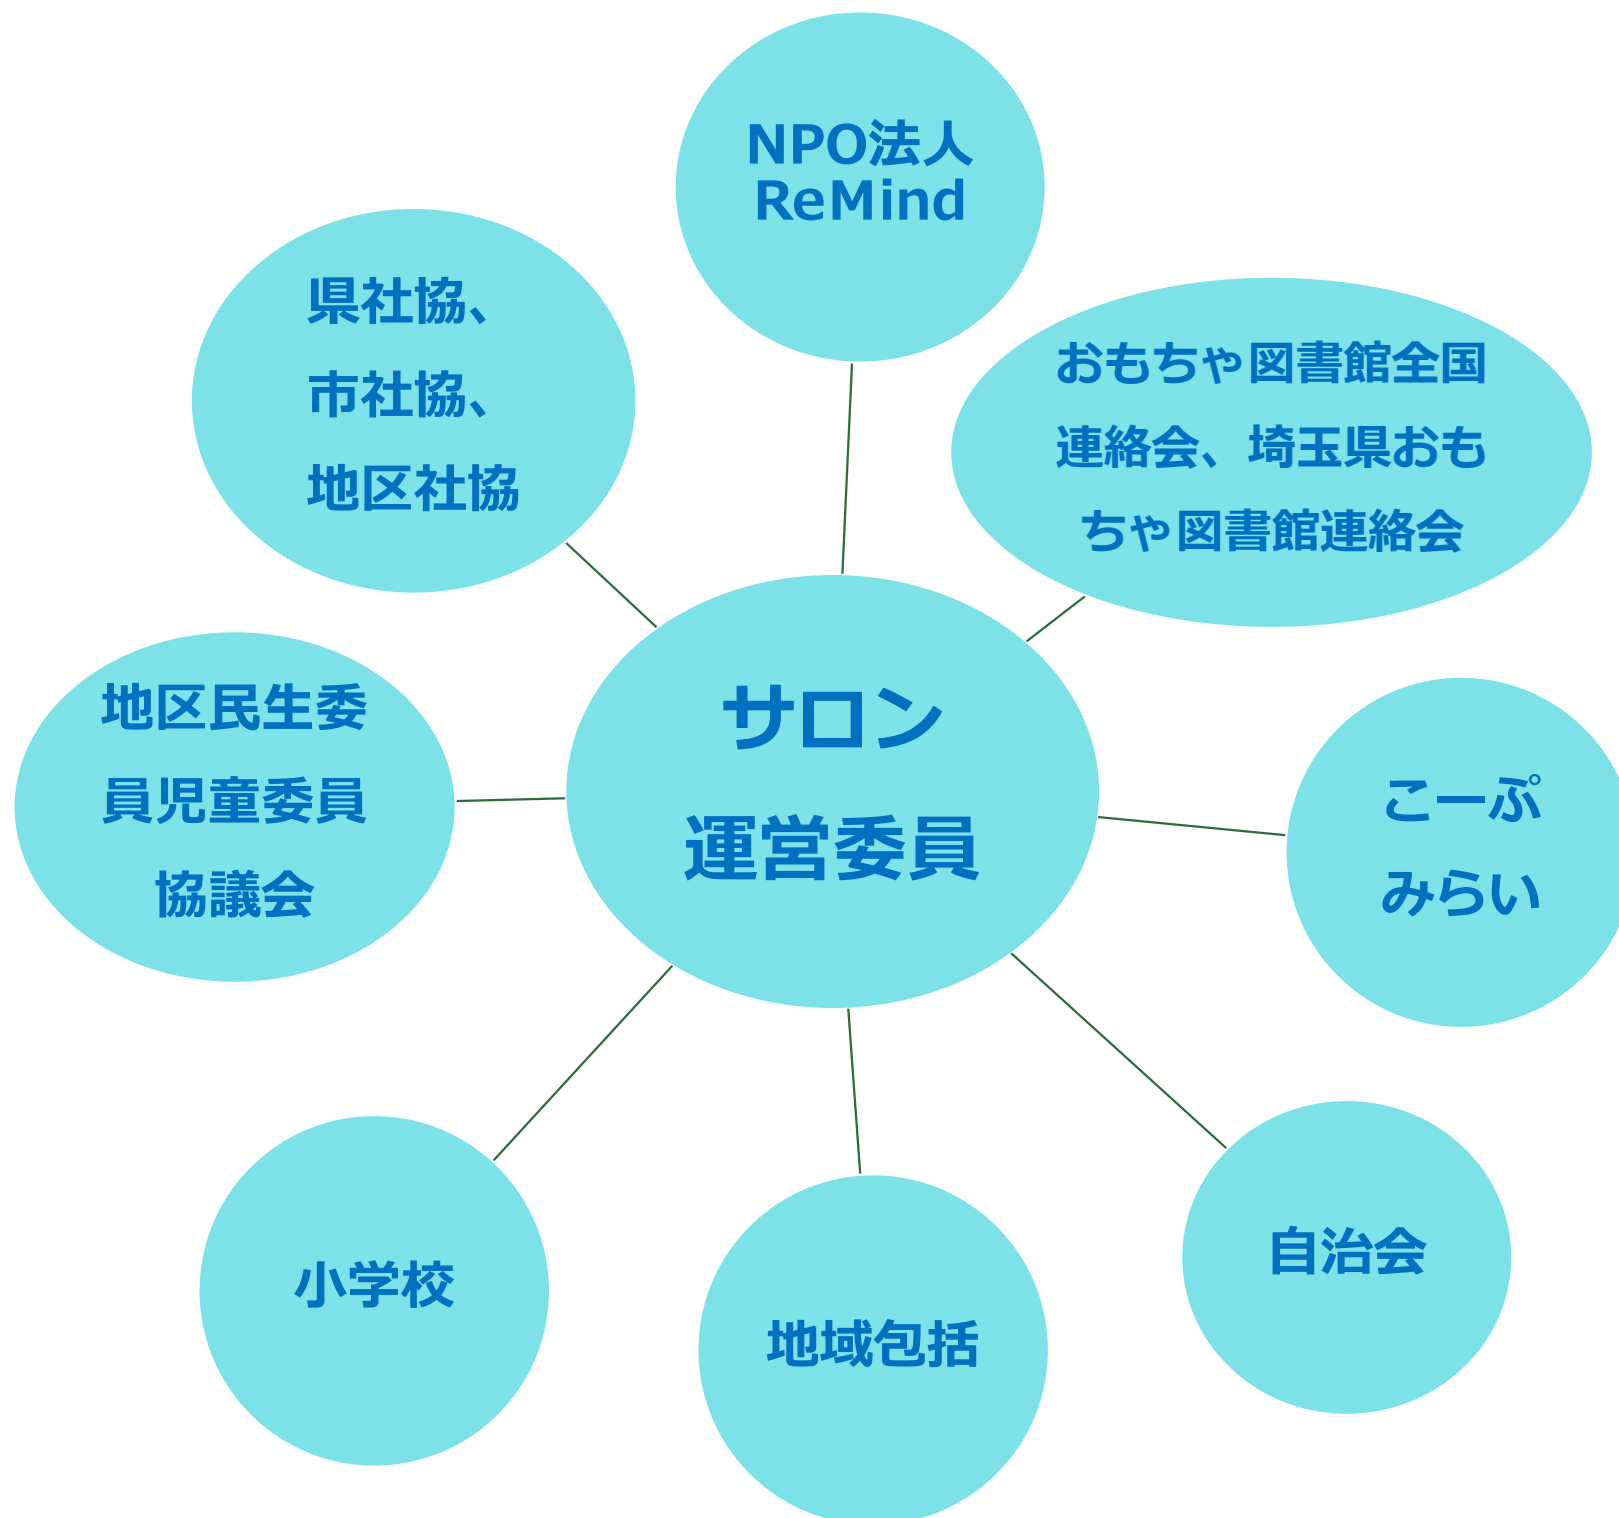 NPO法人
ReMind
県社協、
市社協、
地区社協
おもちゃ図書館全国
連絡会、埼玉県おも
ちゃ図書館連絡会
サロン
運営委員
地区民生委
員児童委員
協議会
こーぷ
みらい
小学校
地域包括
自治会